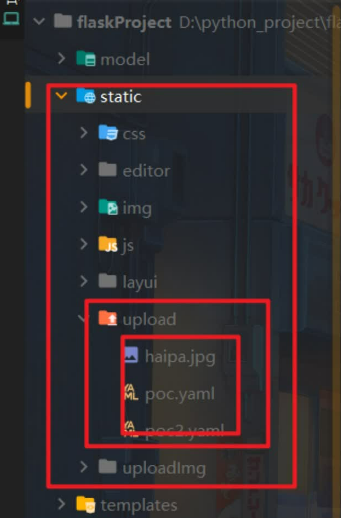 flaskProject D:\python_project\fla
model
static
css
editor
img
js
layui
upload
haipa.jpg
poc.yaml
poc2.yaml
uploadImg
templates